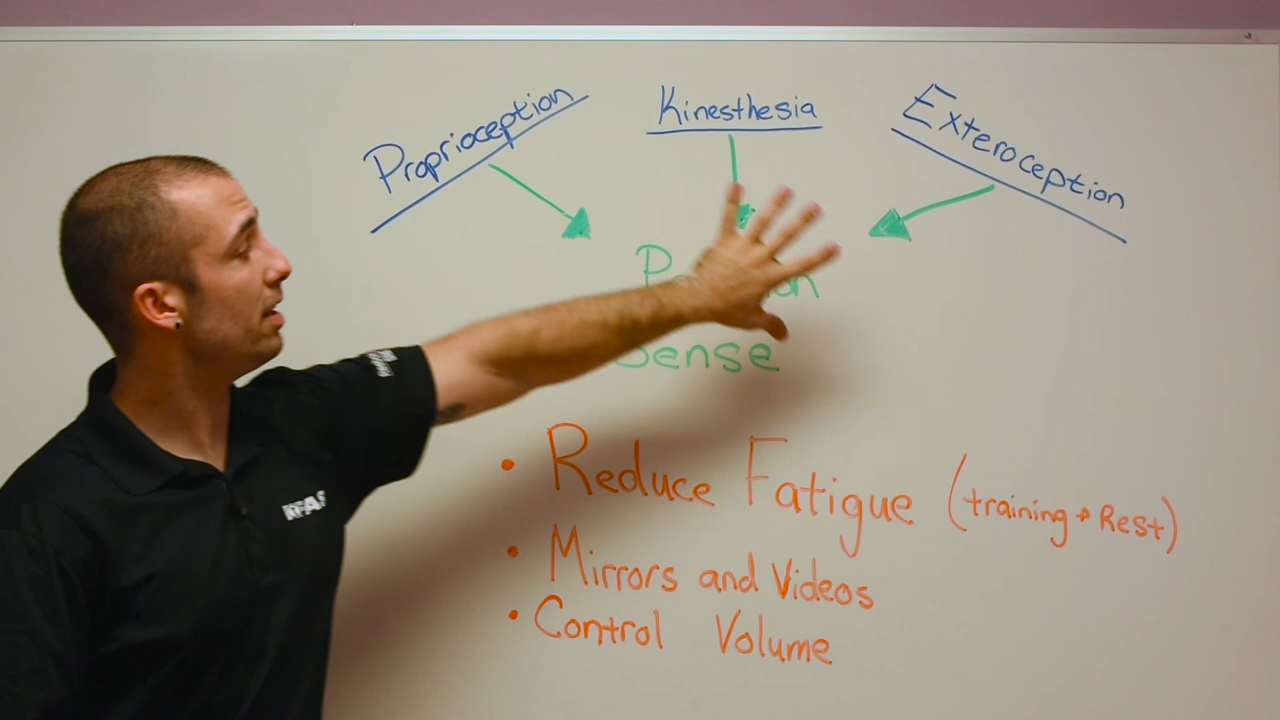 Proprioception
Kinesthesia
Exteroception
Sense
• Reduce Fatigue (training + Rest)
• Mirrors and Videos
• Control Volume